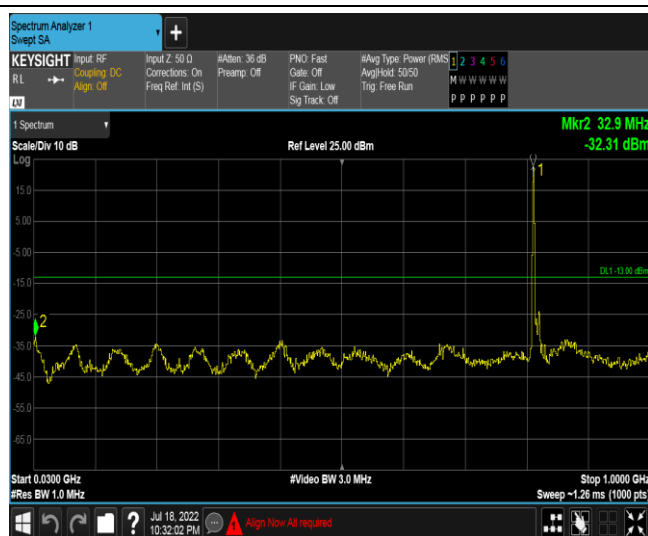 Spectrum Analyzer 1
Swept SA
KEYSIGHT Input: RF Input Z: 50 Ω #Atten: 36 dB PNO: Fast #Avg Type: Power (RMS 1 2 3 4 5 6
RL Coupling: DC Corrections: On Preamp: Off Gate: Off Avg|Hold: 50/50 M W W W W W
Align: Off Freq Ref: Int (S) IF Gain: Low Trig: Free Run
Sig Track: Off P P P P P P
LXI
1 Spectrum Mkr2 32.9 MHz
Scale/Div 10 dB Ref Level 25.00 dBm -32.31 dBm
Log
1
15.0
5.00
-5.00
DL1 -13.00 dBm
-15.0
-25.0
2
-35.0
-45.0
-55.0
-65.0
Start 0.0300 GHz #Video BW 3.0 MHz Stop 1.0000 GHz
#Res BW 1.0 MHz Sweep ~1.26 ms (1000 pts)
? Jul 18, 2022 Align Now All required
10:32:02 PM